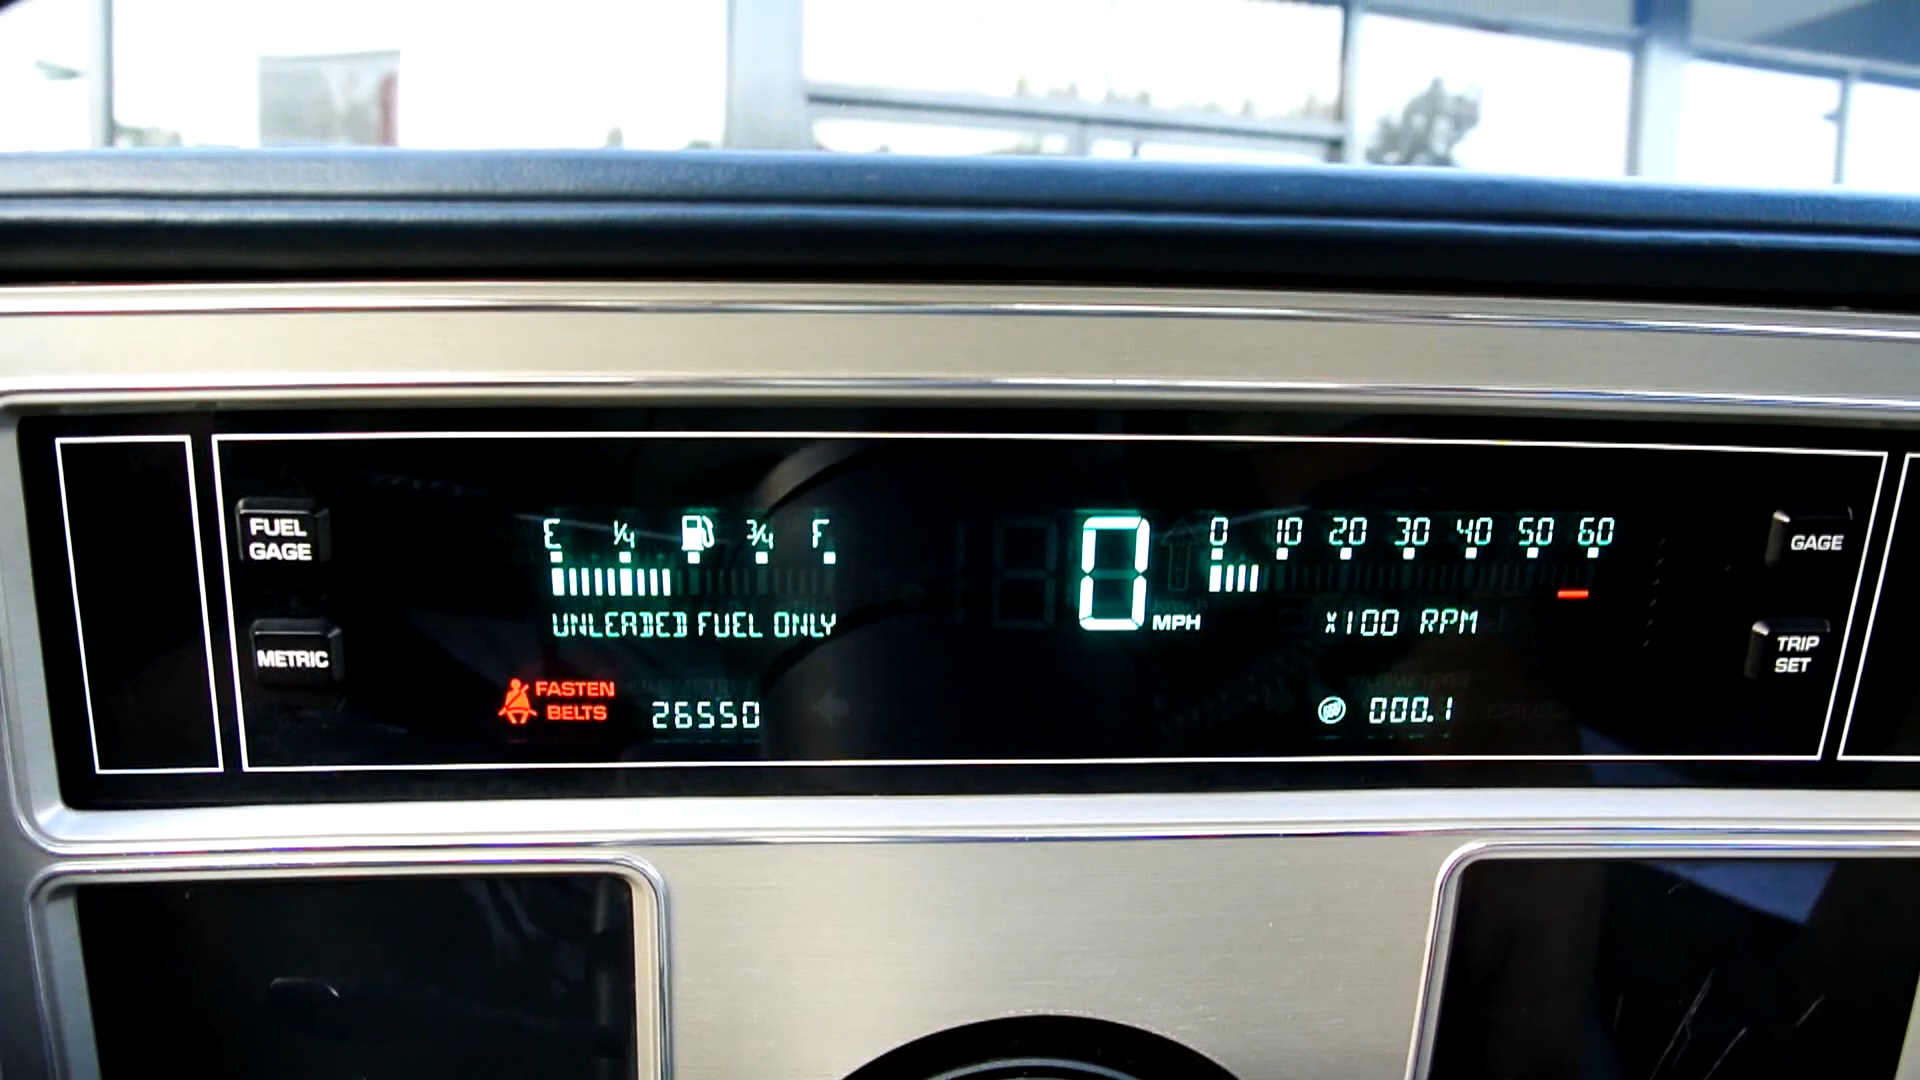 FUEL
GAGE
E 1/4 3/4 F
UNLEADED FUEL ONLY
METRIC
FASTEN
BELTS
26550
0
MPH
0 10 20 30 40 50 60
X100 RPM
000.1
GAGE
TRIP
SET